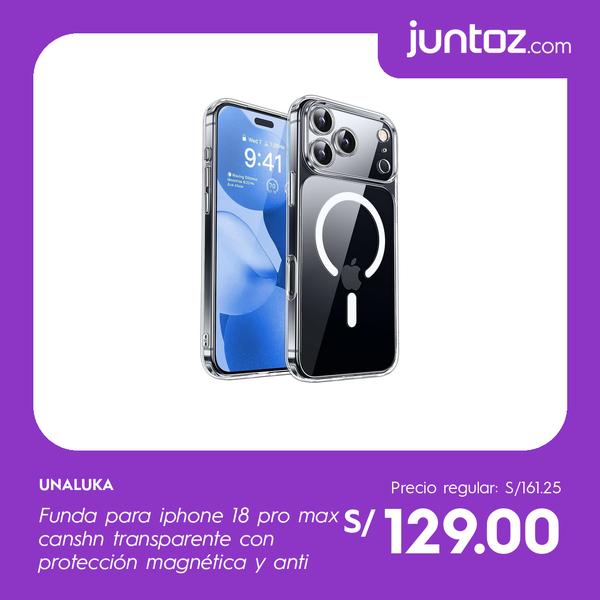 juntoz.com
9:41
UNALUKA
Precio regular: S/161.25
Funda para iphone 18 pro max
canshn transparente con
protección magnética y anti
S/ 129.00